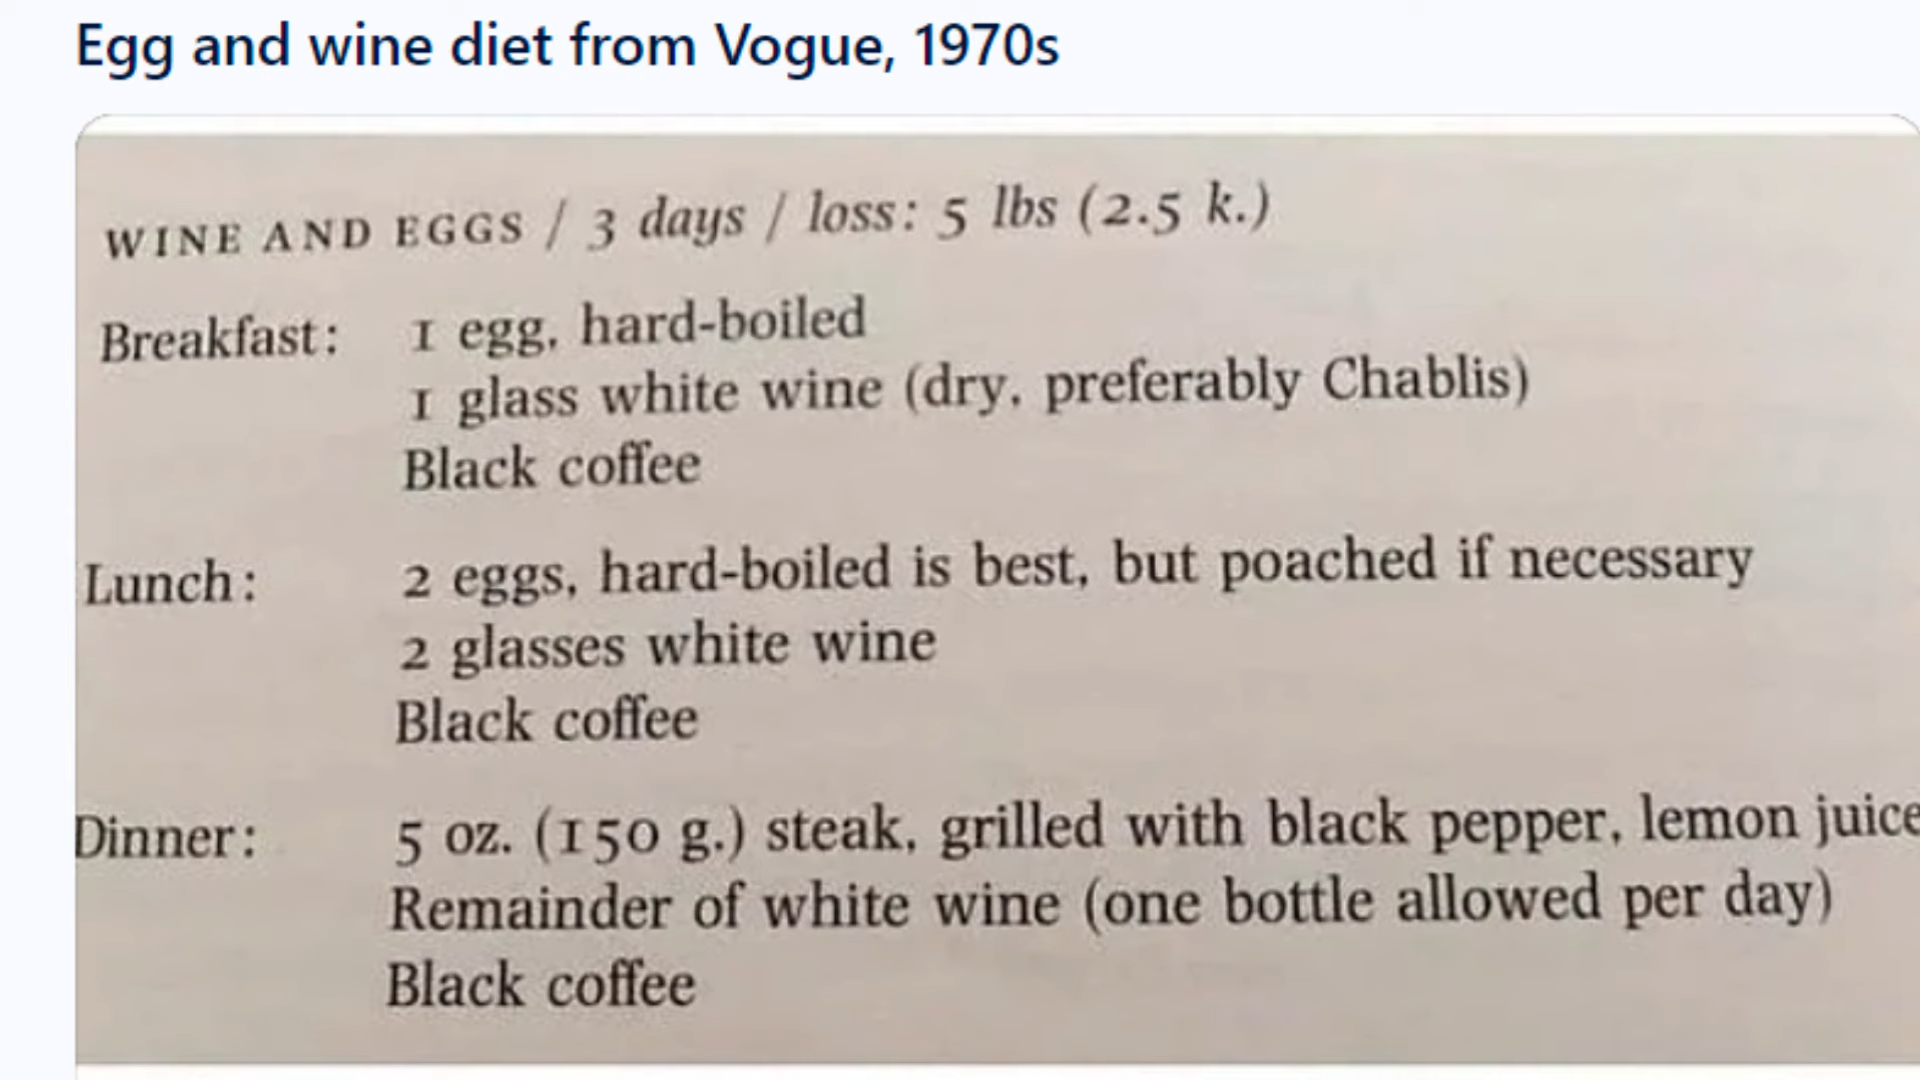 Egg and wine diet from Vogue, 1970s
WINE AND EGGS / 3 days / loss: 5 lbs (2.5 k.)
Breakfast: 1 egg, hard-boiled
1 glass white wine (dry, preferably Chablis)
Black coffee
Lunch: 2 eggs, hard-boiled is best, but poached if necessary
2 glasses white wine
Black coffee
Dinner: 5 oz. (150 g.) steak, grilled with black pepper, lemon juice
Remainder of white wine (one bottle allowed per day)
Black coffee